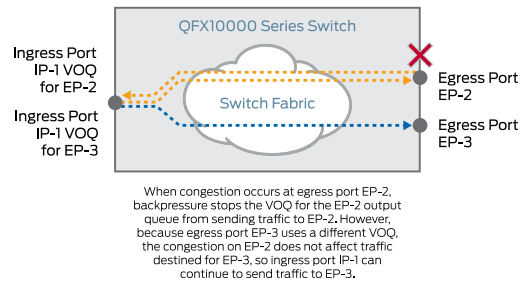 QFX10000 Series Switch
Ingress Port
IP-1 VOQ
for EP-2
Ingress Port
IP-1 VOQ
for EP-3
Switch Fabric
Egress Port
EP-2
Egress Port
EP-3
When congestion occurs at egress port EP-2,
backpressure stops the VOQ for the EP-2 output
queue from sending traffic to EP-2. However,
because egress port EP-3 uses a different VOQ,
the congestion on EP-2 does not affect traffic
destined for EP-3, so ingress port IP-1 can
continue to send traffic to EP-3.